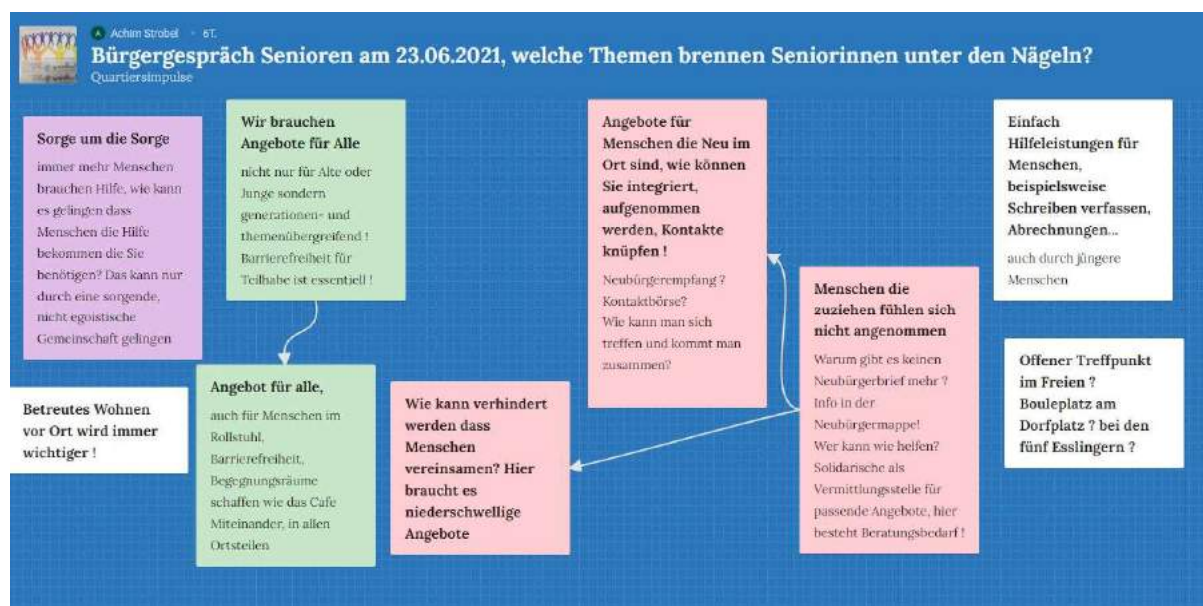 Achim Strobel · 6T.
Bürgergespräch Senioren am 23.06.2021, welche Themen brennen Seniorinnen unter den Nägeln?
Quartiersimpulse
Sorge um die Sorge
immer mehr Menschen
brauchen Hilfe, wie kann
es gelingen dass
Menschen die Hilfe
bekommen die Sie
benötigen? Das kann nur
durch eine sorgende,
nicht egoistische
Gemeinschaft gelingen
Betreutes Wohnen
vor Ort wird immer
wichtiger !
Wir brauchen
Angebote für Alle
nicht nur für Alte oder
Junge sondern
generationen- und
themenübergreifend !
Barrierefreiheit für
Teilhabe ist essentiell !
Angebot für alle,
auch für Menschen im
Rollstuhl,
Barrierefreiheit,
Begegnungsräume
schaffen wie das Cafe
Miteinander, in allen
Ortsteilen
Wie kann verhindert
werden dass
Menschen
vereinsamen? Hier
braucht es
niederschwellige
Angebote
Angebote für
Menschen die Neu im
Ort sind, wie können
Sie integriert,
aufgenommen
werden, Kontakte
knüpfen !
Neubürgerempfang ?
Kontaktbörse?
Wie kann man sich
treffen und kommt man
zusammen?
Menschen die
zuziehen fühlen sich
nicht angenommen
Warum gibt es keinen
Neubürgerbrief mehr ?
Info in der
Neubürgermappe!
Wer kann wie helfen?
Solidarische als
Vermittlungsstelle für
passende Angebote, hier
besteht Beratungsbedarf !
Einfach
Hilfeleistungen für
Menschen,
beispielsweise
Schreiben verfassen,
Abrechnungen...
auch durch jüngere
Menschen
Offener Treffpunkt
im Freien ?
Bouleplatz am
Dorfplatz ? bei den
fünf Esslingern ?